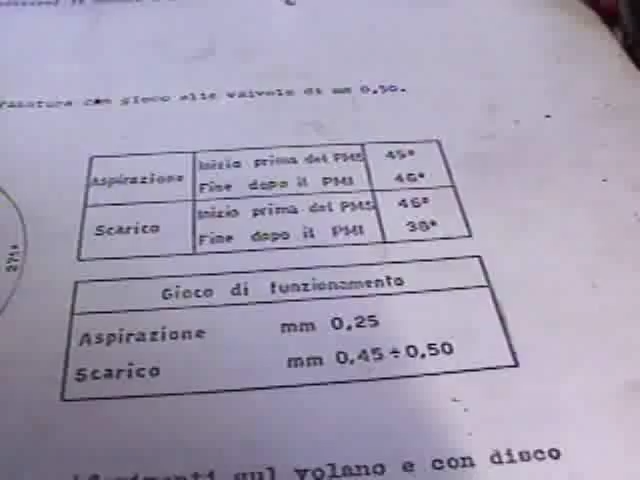 con gioco alle valvole di mm 0,50.
Aspirazione
Inizio prima del PMS 45°
Fine dopo il PMI 46°
Scarico
Inizio prima del PMS 46°
Fine dopo il PMI 38°
271°
Gioco di funzionamento
Aspirazione mm 0,25
Scarico mm 0,45÷0,50
sul volano e con disco